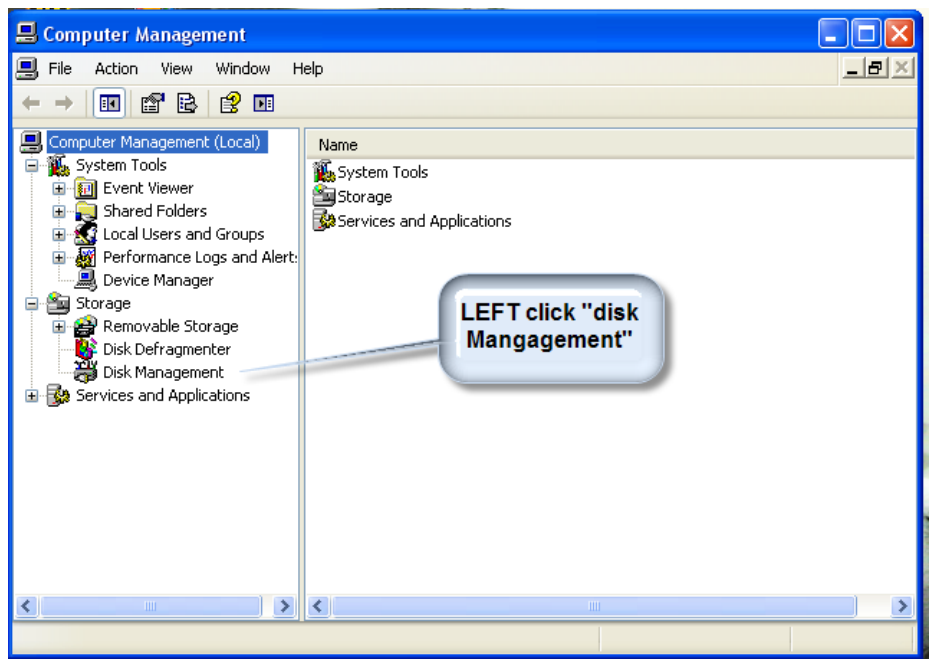 Computer Management
File Action View Window Help
Computer Management (Local)
System Tools
Event Viewer
Shared Folders
Local Users and Groups
Performance Logs and Alert:
Device Manager
Storage
Removable Storage
Disk Defragmenter
Disk Management
Services and Applications
Name
System Tools
Storage
Services and Applications
LEFT click "disk
Mangagement"